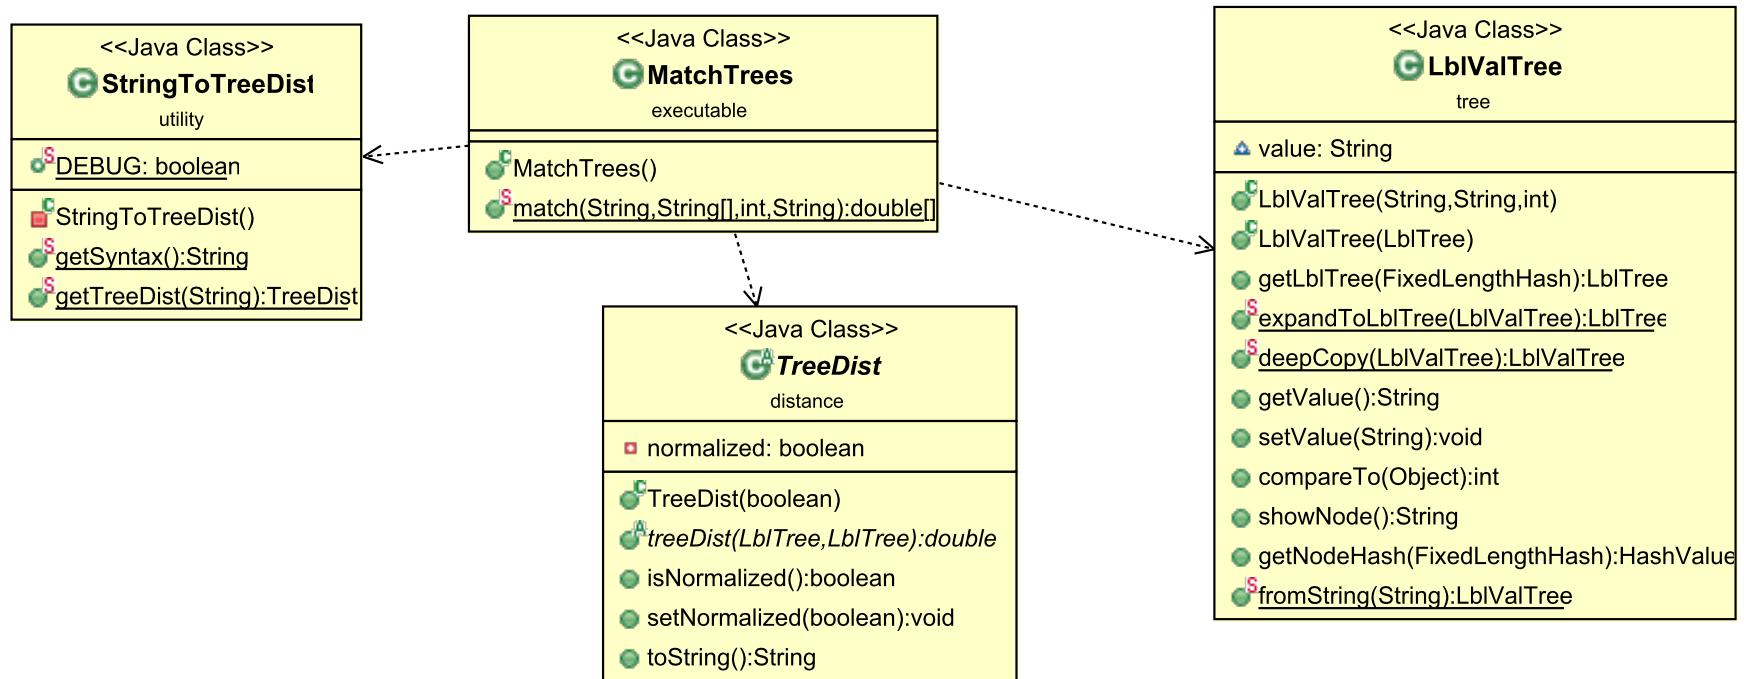 <<Java Class>>
StringToTreeDist
utility
DEBUG: boolean
StringToTreeDist()
getSyntax():String
getTreeDist(String):TreeDist
<<Java Class>>
MatchTrees
executable
MatchTrees()
match(String,String[],int,String):double[]
<<Java Class>>
TreeDist
distance
normalized: boolean
TreeDist(boolean)
treeDist(LblTree,LblTree):double
isNormalized():boolean
setNormalized(boolean):void
toString():String
<<Java Class>>
LblValTree
tree
value: String
LblValTree(String,String,int)
LblValTree(LblTree)
getLblTree(FixedLengthHash):LblTree
expandToLblTree(LblValTree):LblTree
deepCopy(LblValTree):LblValTree
getValue():String
setValue(String):void
compareTo(Object):int
showNode():String
getNodeHash(FixedLengthHash):HashValue
fromString(String):LblValTree